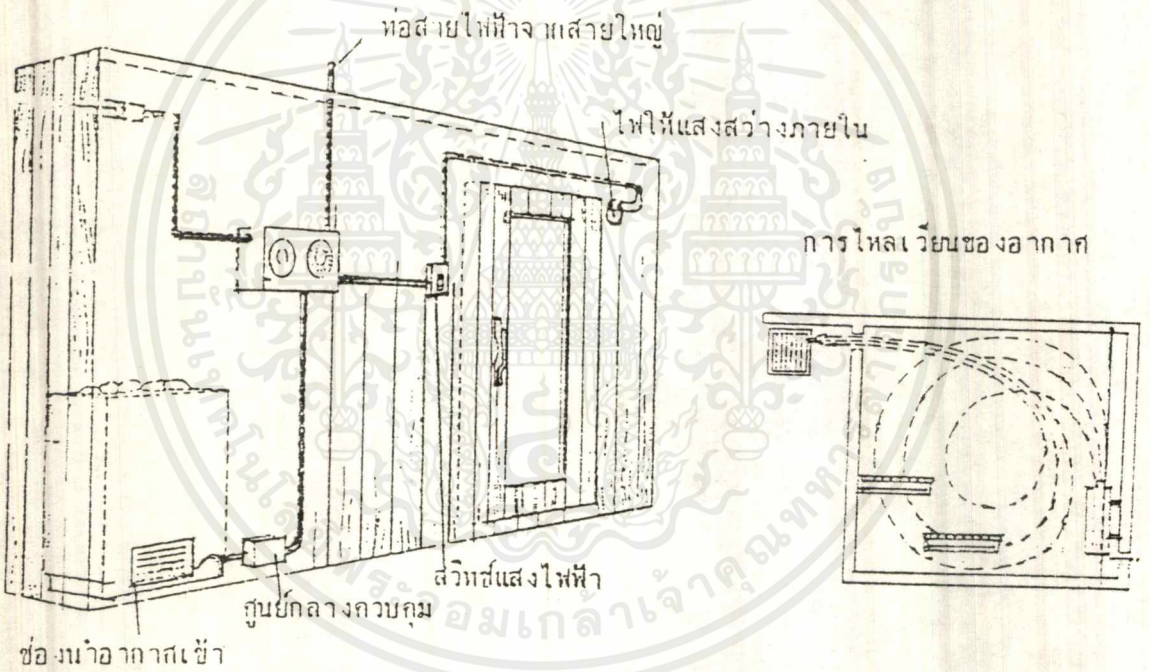 ท่อสายไฟฟ้าจากสายใหญ่
ไฟให้แสงสว่างภายใน
การไหลเวียนของอากาศ
สวิทช์แสงไฟฟ้า
ศูนย์กลางควบคุม
ช่องนำอากาศเข้า